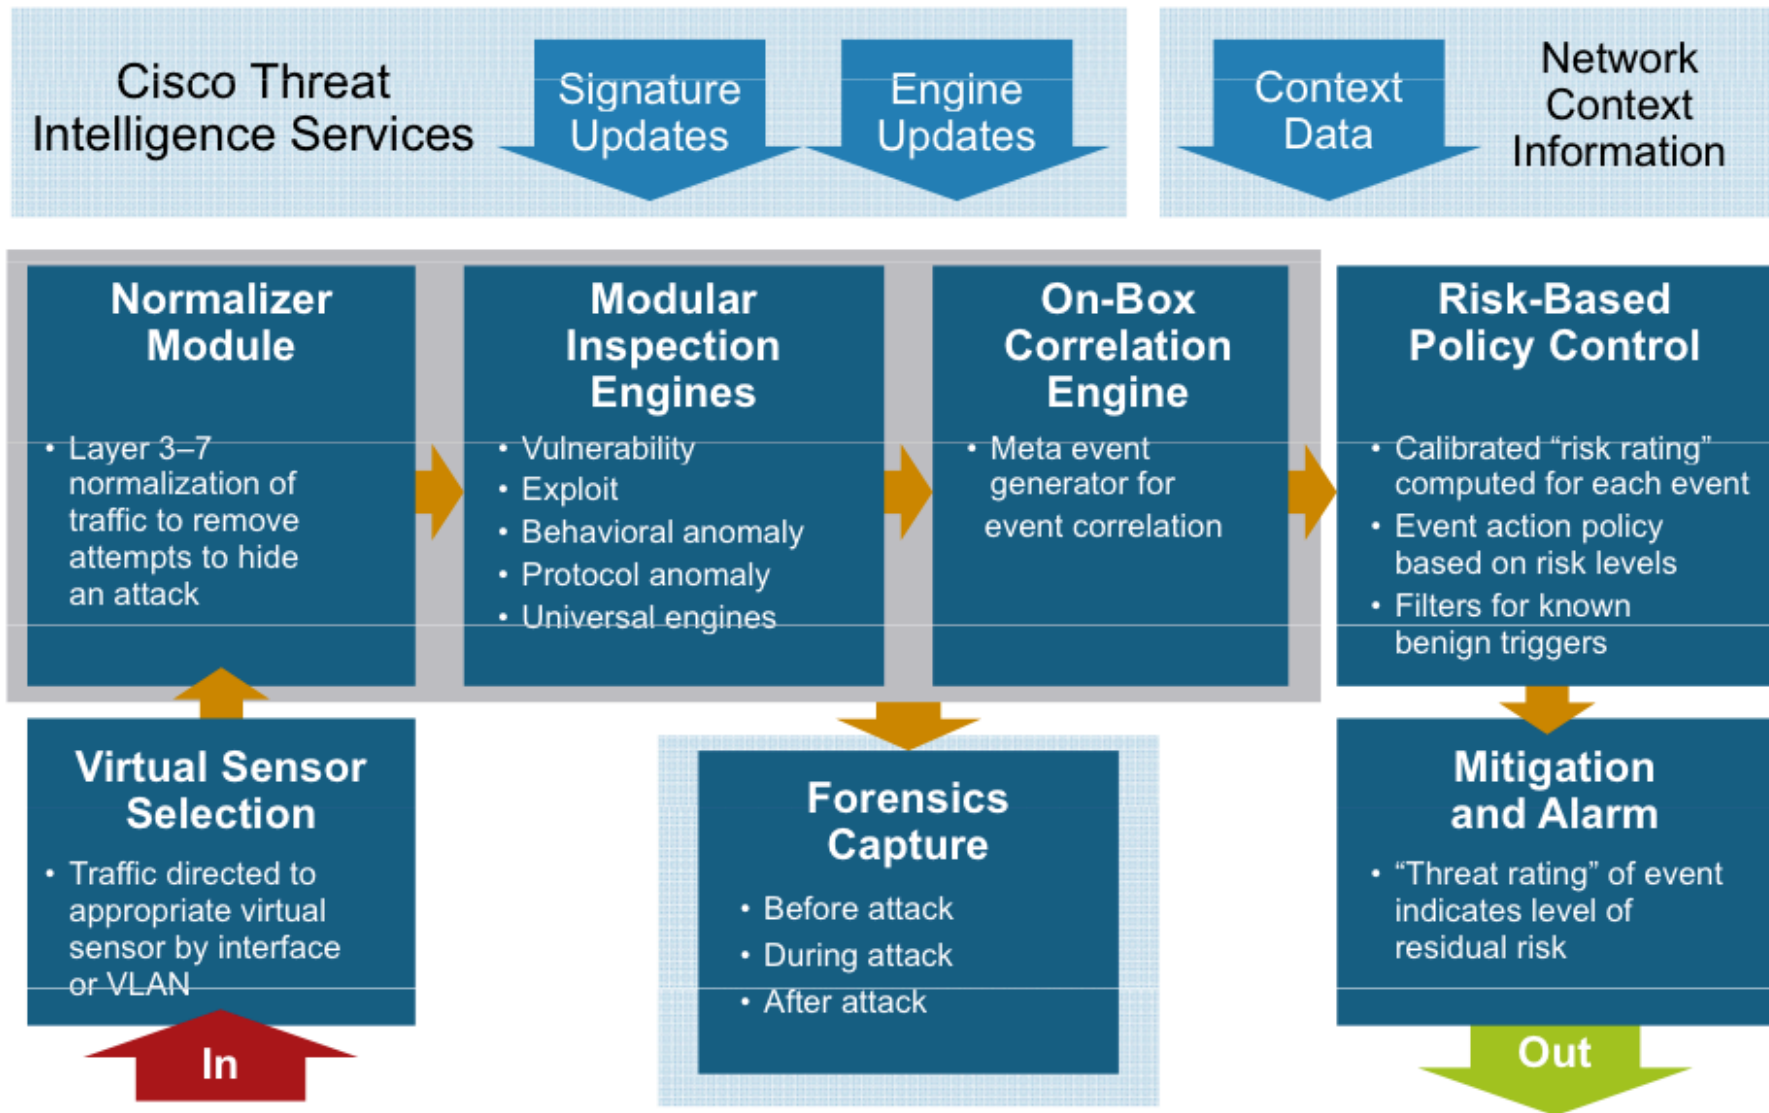 Cisco Threat
Intelligence Services
Signature
Updates
Engine
Updates
Context
Data
Network
Context
Information
Normalizer
Module
• Layer 3–7
normalization of
traffic to remove
attempts to hide
an attack
Modular
Inspection
Engines
• Vulnerability
• Exploit
• Behavioral anomaly
• Protocol anomaly
• Universal engines
On-Box
Correlation
Engine
• Meta event
generator for
event correlation
Risk-Based
Policy Control
• Calibrated “risk rating”
computed for each event
• Event action policy
based on risk levels
• Filters for known
benign triggers
Virtual Sensor
Selection
• Traffic directed to
appropriate virtual
sensor by interface
or VLAN
In
Forensics
Capture
• Before attack
• During attack
• After attack
Mitigation
and Alarm
• “Threat rating” of event
indicates level of
residual risk
Out